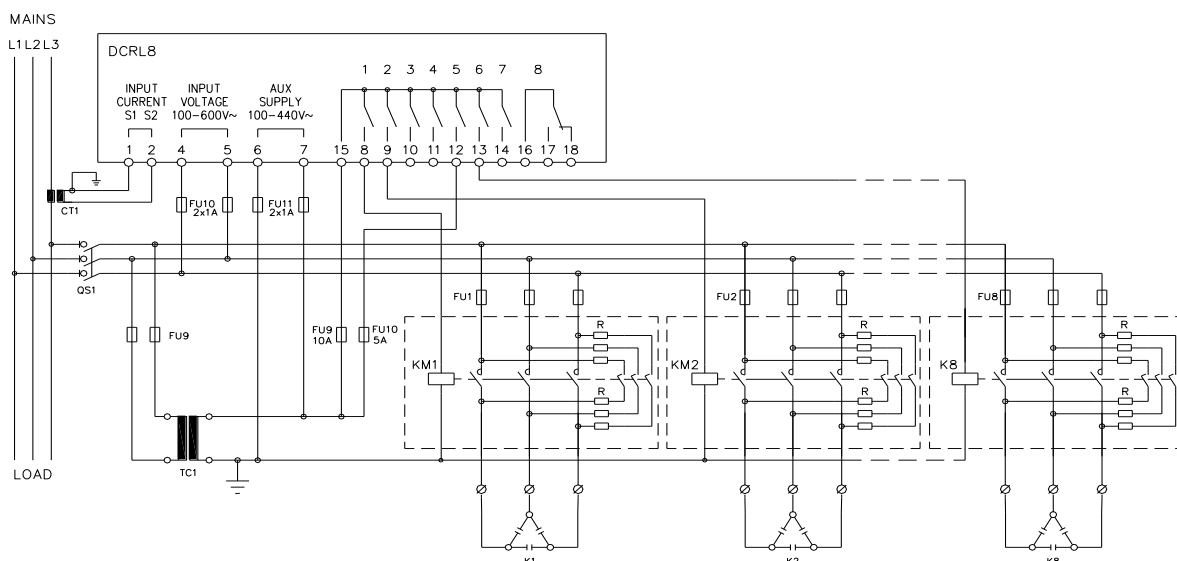 MAINS
L1 L2 L3
DCRL8
1 2 3 4 5 6 7 8
INPUT CURRENT
S1 S2
INPUT VOLTAGE
100-600V~
AUX SUPPLY
100-440V~
1 2 4 5 6 7 15 8 9 10 11 12 13 14 16 17 18
CT1
FU10
2x1A
FU11
2x1A
QS1
FU1
FU2
FU8
FU9
FU9
10A
FU10
5A
R
R
R
KM1
KM2
K8
R
R
R
LOAD
TC1